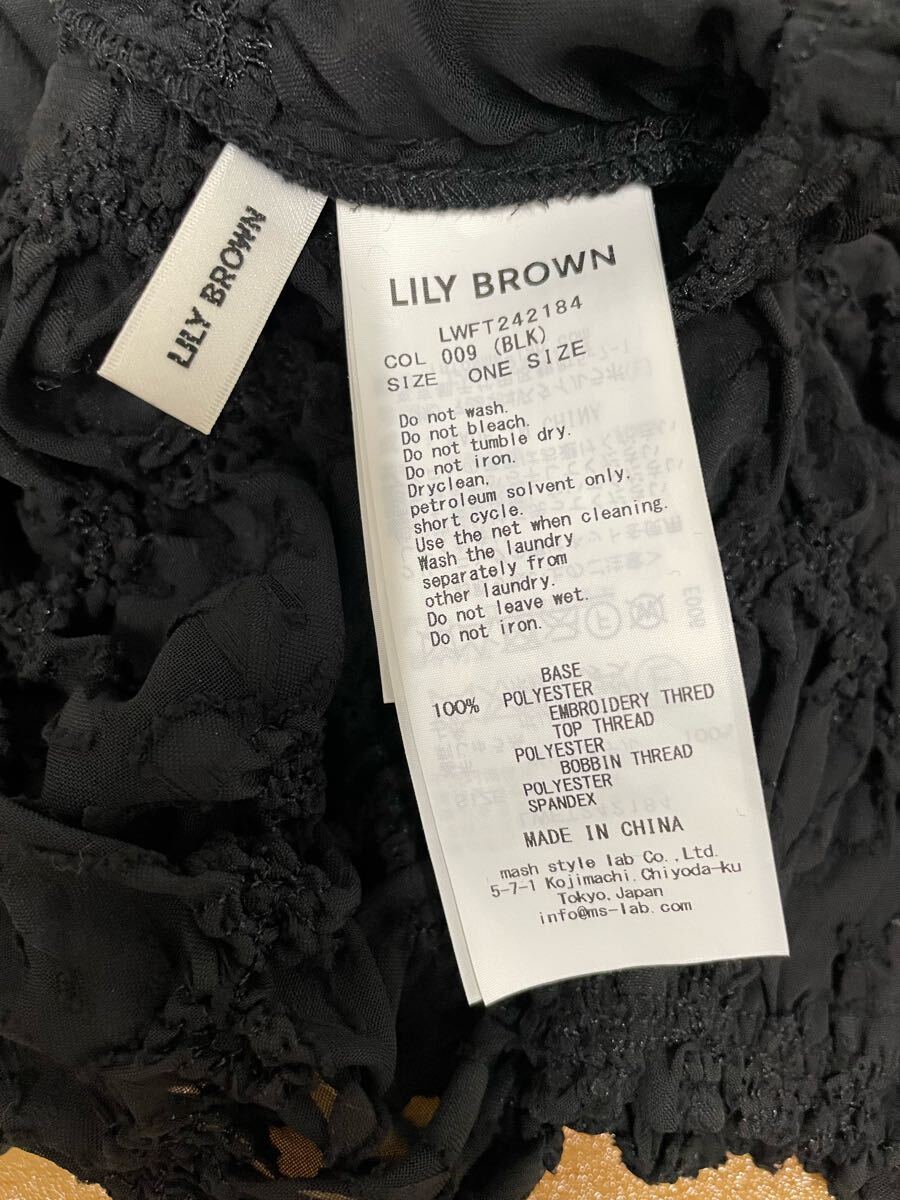 LILY BROWN
LILY BROWN
LWFT242184
COL 009 (BLK)
SIZE ONE SIZE
Do not wash.
Do not bleach.
Do not tumble dry.
Do not iron.
Dryclean,
petroleum solvent only,
short cycle.
Use the net when cleaning.
Wash the laundry
separately from
other laundry.
Do not leave wet.
Do not iron.
BASE
100% POLYESTER
EMBROIDERY THRED
TOP THREAD
POLYESTER
BOBBIN THREAD
POLYESTER
SPANDEX
MADE IN CHINA
mash style lab Co.,Ltd.
5-7-1 Kojimachi.Chiyoda-ku
Tokyo.Japan
info@ms-lab.com